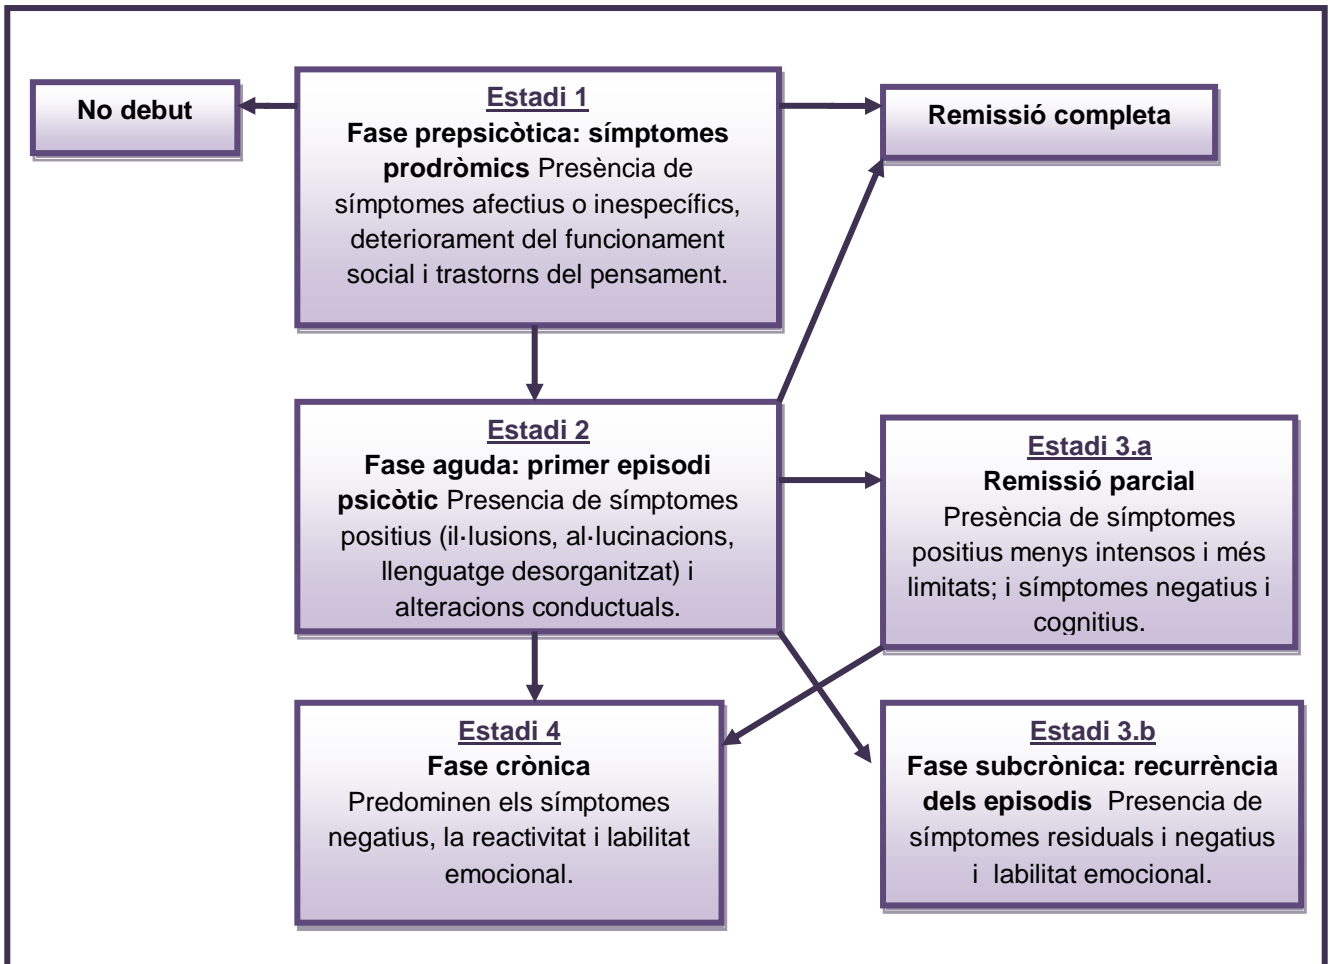 No debut
Estadi 1
Fase prepsicòtica: símptomes
prodròmics Presència de
símptomes afectius o inespecífics,
deteriorament del funcionament
social i trastorns del pensament.
Remissió completa
Estadi 2
Fase aguda: primer episodi
psicòtic Presencia de símptomes
positius (il·lusions, al·lucinacions,
llenguatge desorganitzat) i
alteracions conductuals.
Estadi 3.a
Remissió parcial
Presència de símptomes
positius menys intensos i més
limitats; i símptomes negatius i
cognitius.
Estadi 4
Fase crònica
Predominen els símptomes
negatius, la reactivitat i labilitat
emocional.
Estadi 3.b
Fase subcrònica: recurrència
dels episodis Presencia de
símptomes residuals i negatius
i labilitat emocional.